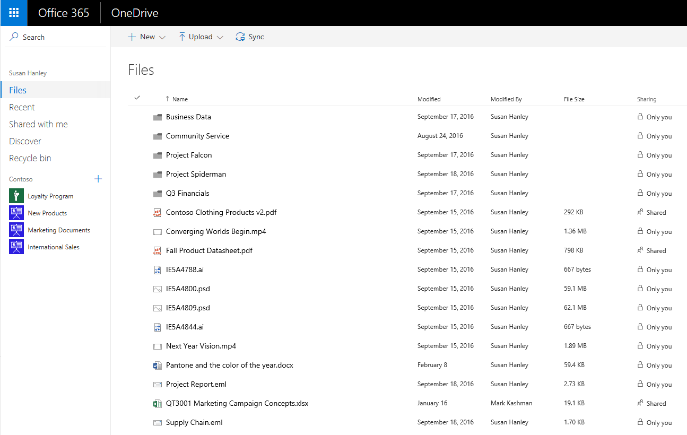 Office 365 OneDrive
Search + New Upload Sync
Files
Susan Hanley
Files
Recent
Shared with me
Discover
Recycle bin
Contoso +
Loyalty Program
New Products
Marketing Documents
International Sales
Name Modified Modified By File Size Sharing
Business Data September 17, 2016 Susan Hanley Only you
Community Service August 24, 2016 Susan Hanley Only you
Project Falcon September 17, 2016 Susan Hanley Only you
Project Spiderman September 18, 2016 Susan Hanley Only you
Q3 Financials September 17, 2016 Susan Hanley Only you
Contoso Clothing Products v2.pdf September 15, 2016 Susan Hanley 292 KB Shared
Converging Worlds Begin.mp4 September 15, 2016 Susan Hanley 1.36 MB Only you
Fall Product Datasheet.pdf September 15, 2016 Susan Hanley 798 KB Shared
IE5A4788.ai September 15, 2016 Susan Hanley 667 bytes Only you
IE5A4800.psd September 15, 2016 Susan Hanley 59.1 MB Only you
IE5A4809.psd September 15, 2016 Susan Hanley 62.1 MB Only you
IE5A4844.ai September 15, 2016 Susan Hanley 667 bytes Only you
Next Year Vision.mp4 September 15, 2016 Susan Hanley 1.89 MB Only you
Pantone and the color of the year.docx February 8 Susan Hanley 59.4 KB Only you
Project Report.eml September 18, 2016 Susan Hanley 2.73 KB Only you
QT3001 Marketing Campaign Concepts.xlsx January 16 Mark Kashman 19.1 KB Shared
Supply Chain.eml September 18, 2016 Susan Hanley 1.70 KB Only you